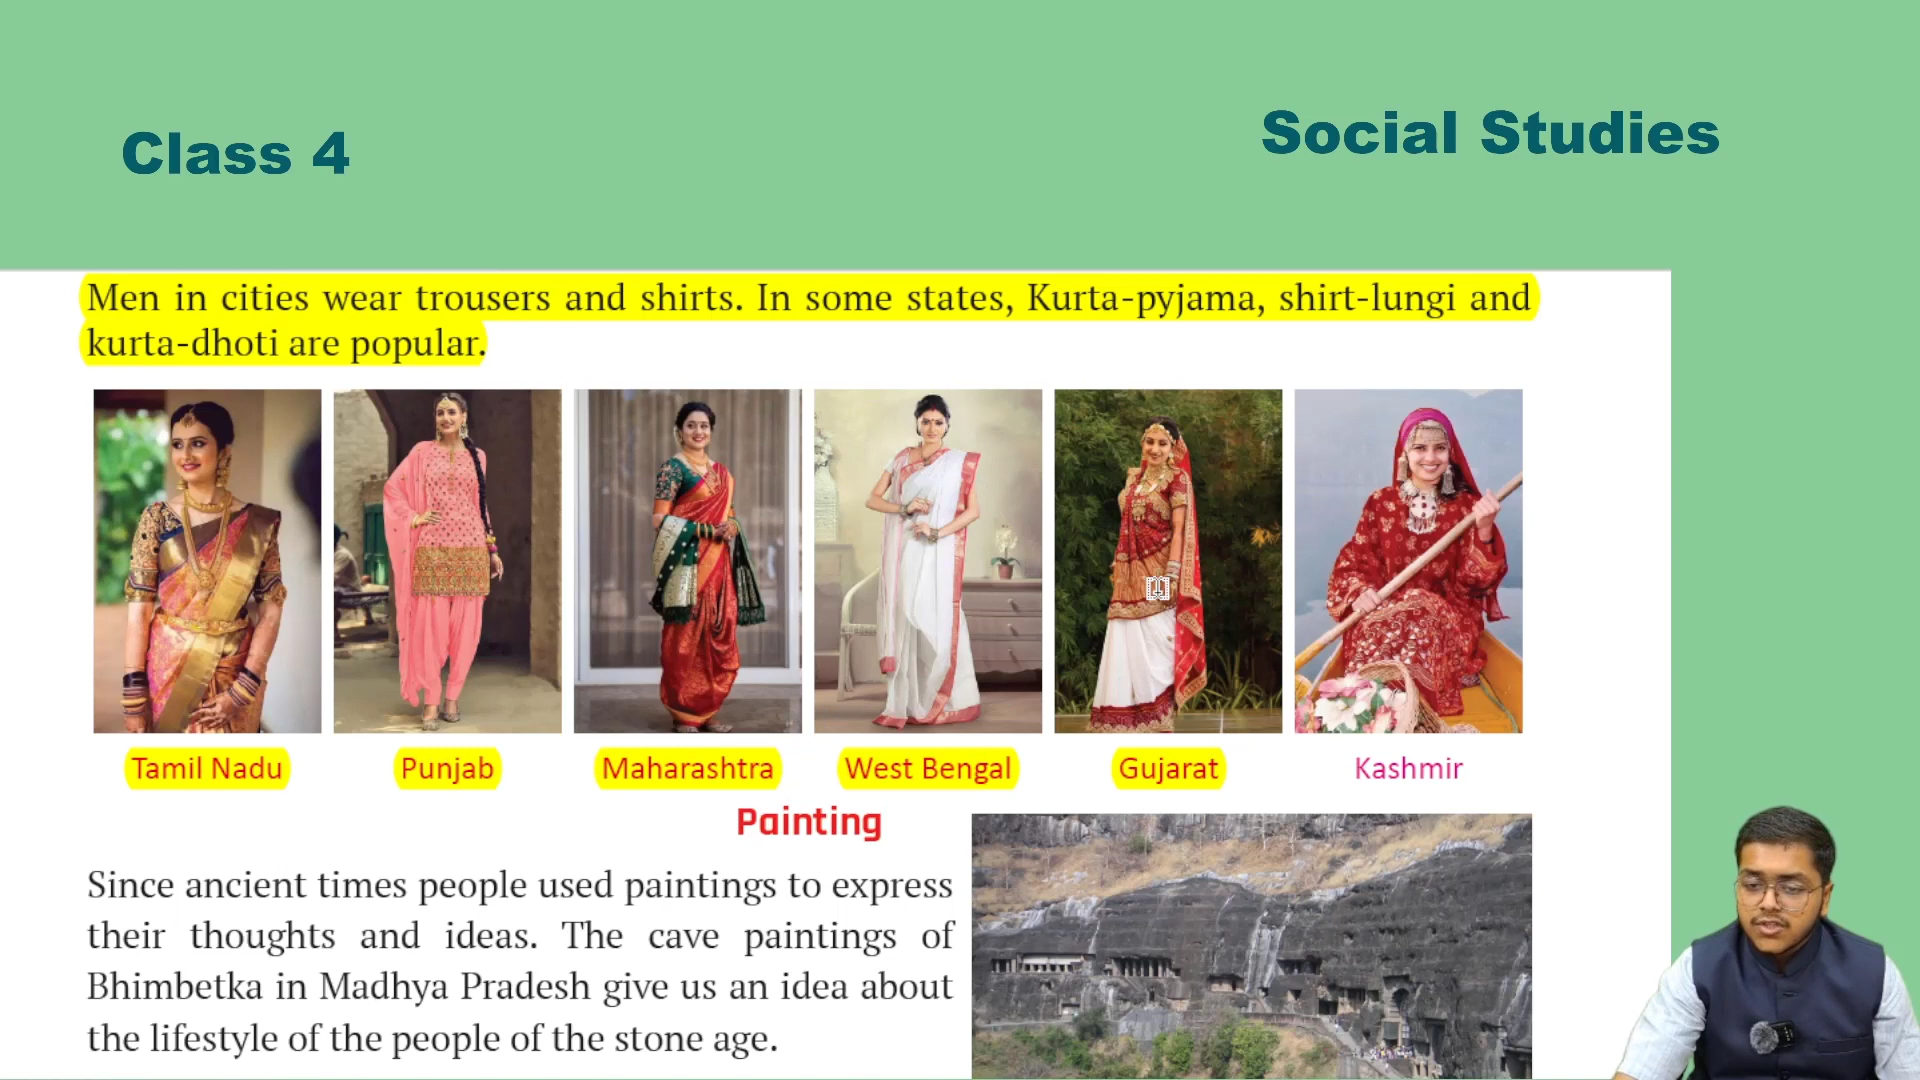 Class 4
Social Studies
Men in cities wear trousers and shirts. In some states, Kurta-pyjama, shirt-lungi and
kurta-dhoti are popular.
Tamil Nadu
Punjab
Maharashtra
West Bengal
Gujarat
Kashmir
Painting
Since ancient times people used paintings to express
their thoughts and ideas. The cave paintings of
Bhimbetka in Madhya Pradesh give us an idea about
the lifestyle of the people of the stone age.